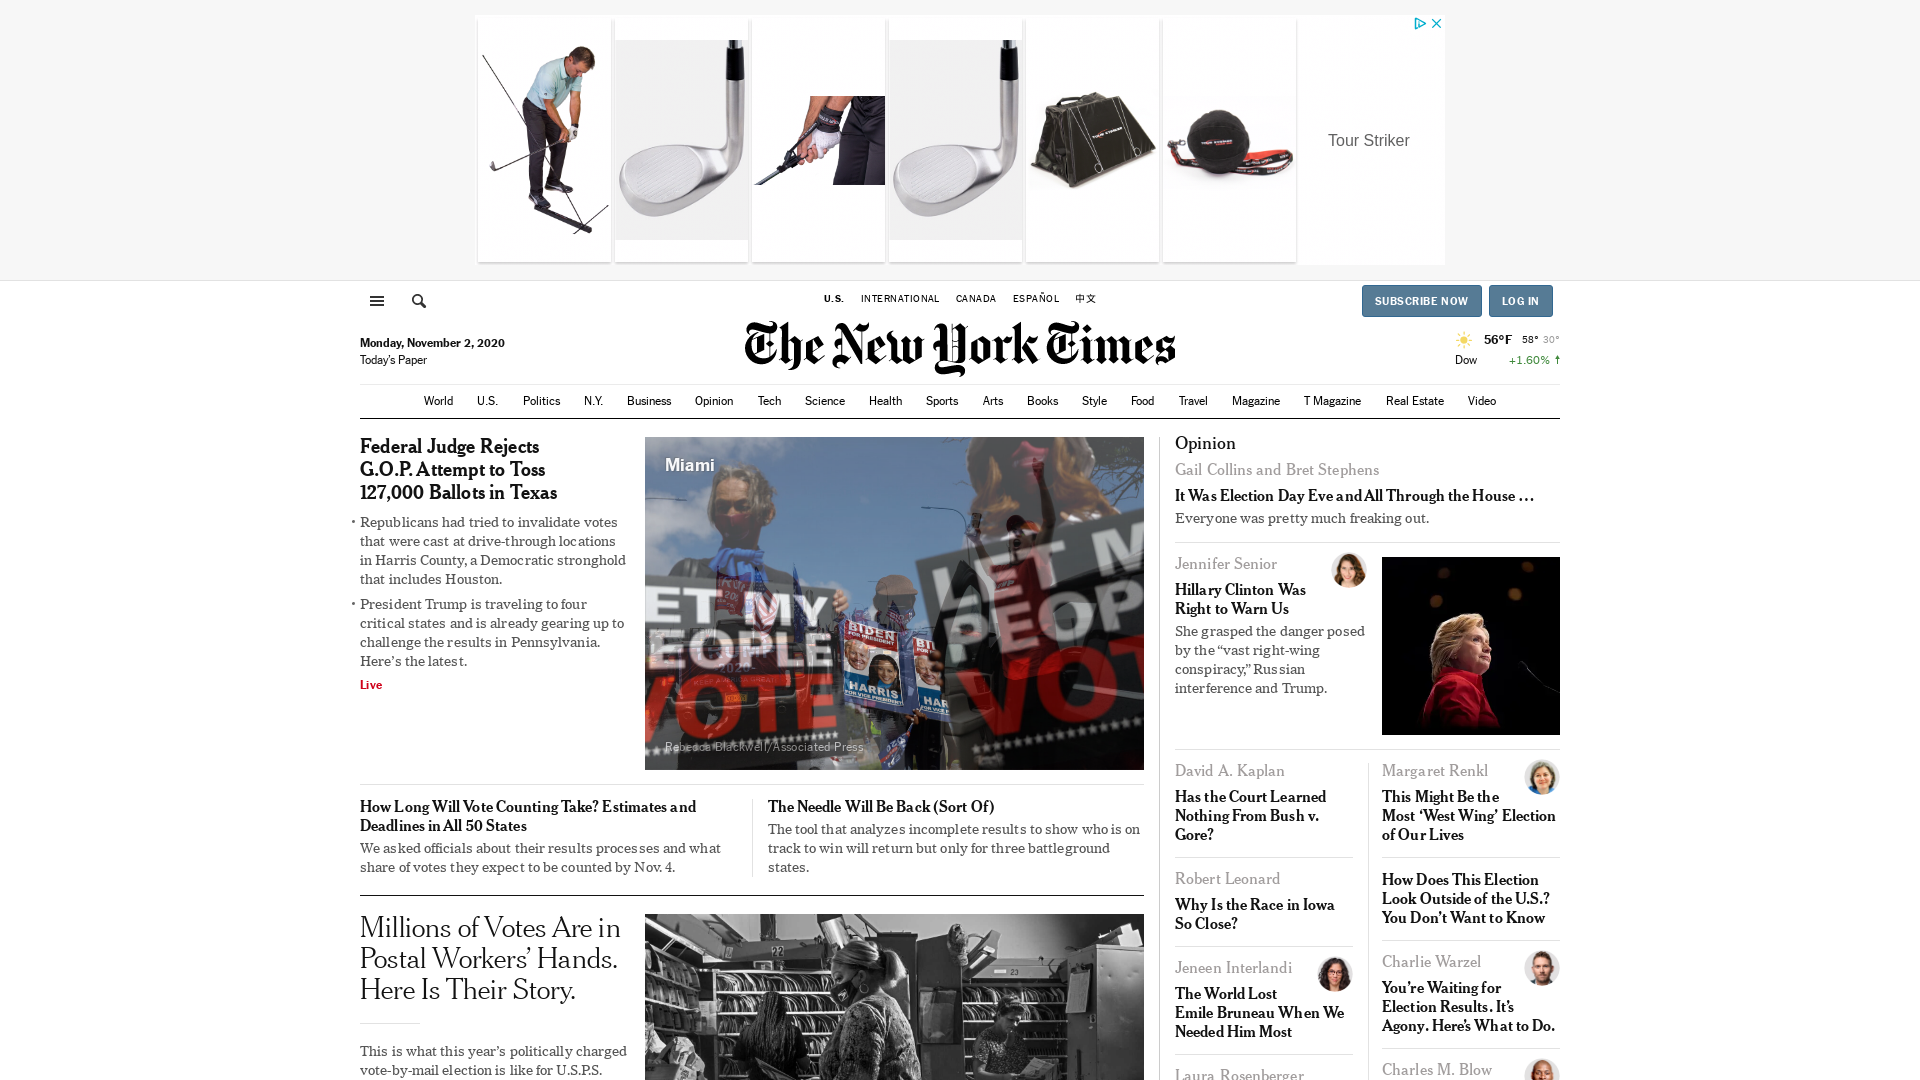 Tour Striker
U.S. INTERNATIONAL CANADA ESPAÑOL 中文
SUBSCRIBE NOW LOG IN
Monday, November 2, 2020
Today's Paper
The New York Times
56°F 58° 30°
Dow +1.60% ↑
World U.S. Politics N.Y. Business Opinion Tech Science Health Sports Arts Books Style Food Travel Magazine T Magazine Real Estate Video
Federal Judge Rejects
G.O.P. Attempt to Toss
127,000 Ballots in Texas
• Republicans had tried to invalidate votes
that were cast at drive-through locations
in Harris County, a Democratic stronghold
that includes Houston.
• President Trump is traveling to four
critical states and is already gearing up to
challenge the results in Pennsylvania.
Here's the latest.
Live
Miami
LET MY
PEOPLE
VOTE
BIDEN
FOR PRESIDENT
HARRIS
FOR VICE PRESIDENT
LET M
PEOP
VOT
Rebecca Blackwell/Associated Press
How Long Will Vote Counting Take? Estimates and
Deadlines in All 50 States
We asked officials about their results processes and what
share of votes they expect to be counted by Nov. 4.
The Needle Will Be Back (Sort Of)
The tool that analyzes incomplete results to show who is on
track to win will return but only for three battleground
states.
Millions of Votes Are in
Postal Workers' Hands.
Here Is Their Story.
This is what this year's politically charged
vote-by-mail election is like for U.S.P.S.
22
23
Opinion
Gail Collins and Bret Stephens
It Was Election Day Eve and All Through the House …
Everyone was pretty much freaking out.
Jennifer Senior
Hillary Clinton Was
Right to Warn Us
She grasped the danger posed
by the “vast right-wing
conspiracy,” Russian
interference and Trump.
David A. Kaplan
Has the Court Learned
Nothing From Bush v.
Gore?
Robert Leonard
Why Is the Race in Iowa
So Close?
Jeneen Interlandi
The World Lost
Emile Bruneau When We
Needed Him Most
Laura Rosenberger
Margaret Renkl
This Might Be the
Most ‘West Wing’ Election
of Our Lives
How Does This Election
Look Outside of the U.S.?
You Don't Want to Know
Charlie Warzel
You're Waiting for
Election Results. It's
Agony. Here's What to Do.
Charles M. Blow